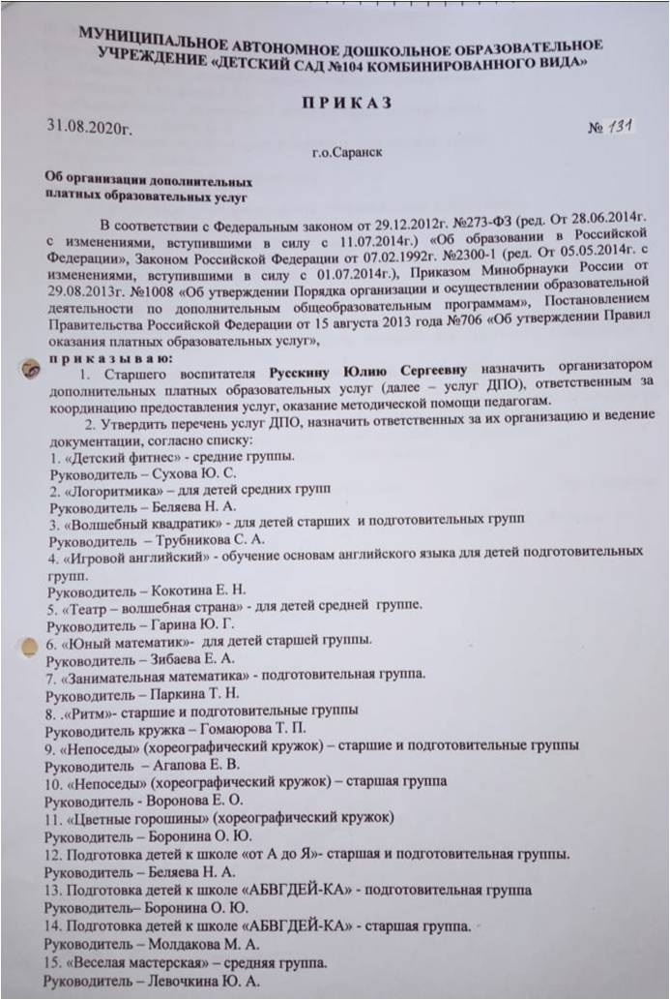 МУНИЦИПАЛЬНОЕ АВТОНОМНОЕ ДОШКОЛЬНОЕ ОБРАЗОВАТЕЛЬНОЕ
УЧРЕЖДЕНИЕ «ДЕТСКИЙ САД №104 КОМБИНИРОВАННОГО ВИДА»
П Р И К А З
31.08.2020г. № 131
г.о.Саранск
Об организации дополнительных
платных образовательных услуг
В соответствии с Федеральным законом от 29.12.2012г. №273-ФЗ (ред. От 28.06.2014г.
с изменениями, вступившими в силу с 11.07.2014г.) «Об образовании в Российской
Федерации», Законом Российской Федерации от 07.02.1992г. №2300-1 (ред. От 05.05.2014г. с
изменениями, вступившими в силу с 01.07.2014г.), Приказом Минобрнауки России от
29.08.2013г. №1008 «Об утверждении Порядка организации и осуществлении образовательной
деятельности по дополнительным общеобразовательным программам», Постановлением
Правительства Российской Федерации от 15 августа 2013 года №706 «Об утверждении Правил
оказания платных образовательных услуг»,
п р и к а з ы в а ю:
1. Старшего воспитателя Русскину Юлию Сергеевну назначить организатором
дополнительных платных образовательных услуг (далее – услуг ДПО), ответственным за
координацию предоставления услуг, оказание методической помощи педагогам.
2. Утвердить перечень услуг ДПО, назначить ответственных за их организацию и ведение
документации, согласно списку:
1. «Детский фитнес» - средние группы.
Руководитель – Сухова Ю. С.
2. «Логоритмика» – для детей средних групп
Руководитель – Беляева Н. А.
3. «Волшебный квадратик» - для детей старших и подготовительных групп
Руководитель – Трубникова С. А.
4. «Игровой английский» - обучение основам английского языка для детей подготовительных
групп.
Руководитель – Кокотина Е. Н.
5. «Театр – волшебная страна» - для детей средней группе.
Руководитель – Гарина Ю. Г.
6. «Юный математик»- для детей старшей группы.
Руководитель – Зибаева Е. А.
7. «Занимательная математика» - подготовительная группа.
Руководитель – Паркина Т. Н.
8. .«Ритм»- старшие и подготовительные группы
Руководитель кружка – Гомаюрова Т. П.
9. «Непоседы» (хореографический кружок) – старшие и подготовительные группы
Руководитель – Агапова Е. В.
10. «Непоседы» (хореографический кружок) – старшая группа
Руководитель - Воронова Е. О.
11. «Цветные горошины» (хореографический кружок)
Руководитель – Боронина О. Ю.
12. Подготовка детей к школе «от А до Я»- старшая и подготовительная группы.
Руководитель – Беляева Н. А.
13. Подготовка детей к школе «АБВГДЕЙ-КА» - подготовительная группа
Руководитель– Боронина О. Ю.
14. Подготовка детей к школе «АБВГДЕЙ-КА» - старшая группа.
Руководитель – Молдакова М. А.
15. «Веселая мастерская» – средняя группа.
Руководитель – Левочкина Ю. А.